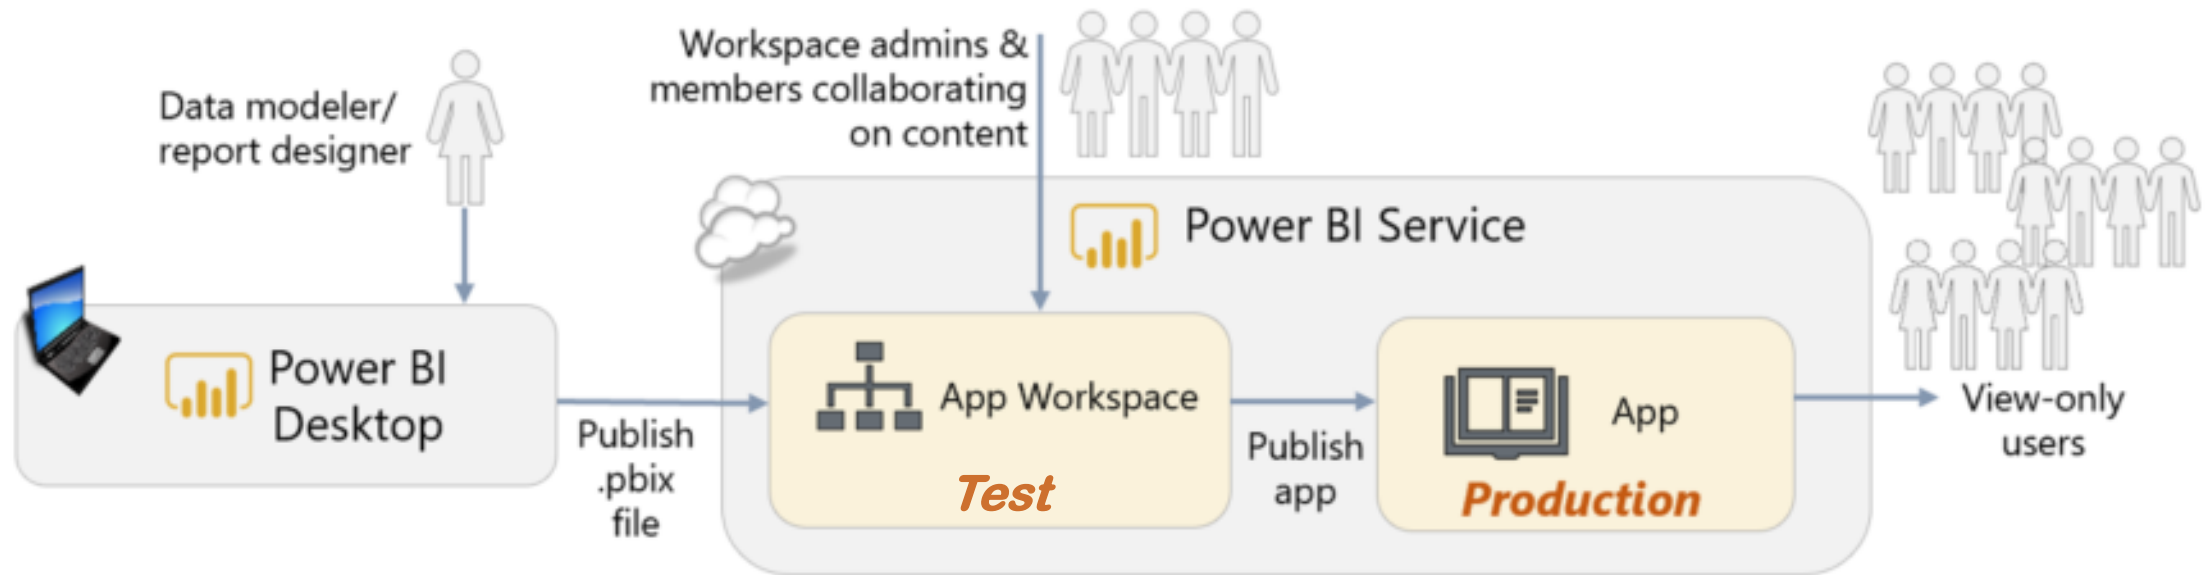 Data modeler/
report designer
Workspace admins &
members collaborating
on content
Power BI Service
Power BI
Desktop
Publish
.pbix
file
App Workspace
Test
Publish
app
App
Production
View-only
users